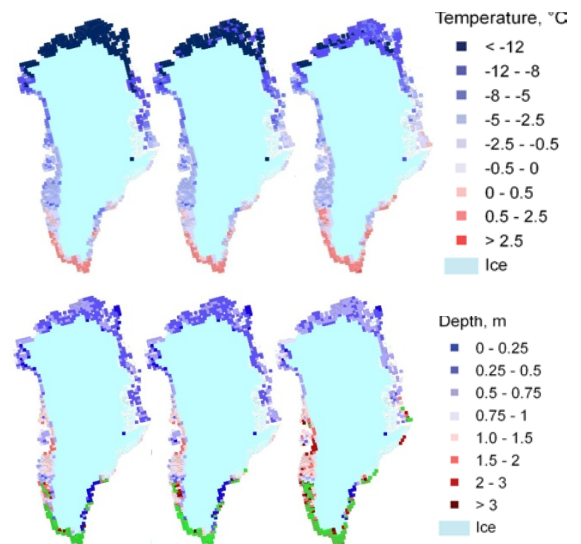 Temperature, °C
< -12
-12 - -8
-8 - -5
-5 - -2.5
-2.5 - -0.5
-0.5 - 0
0 - 0.5
0.5 - 2.5
> 2.5
Ice
Depth, m
0 - 0.25
0.25 - 0.5
0.5 - 0.75
0.75 - 1
1.0 - 1.5
1.5 - 2
2 - 3
> 3
Ice